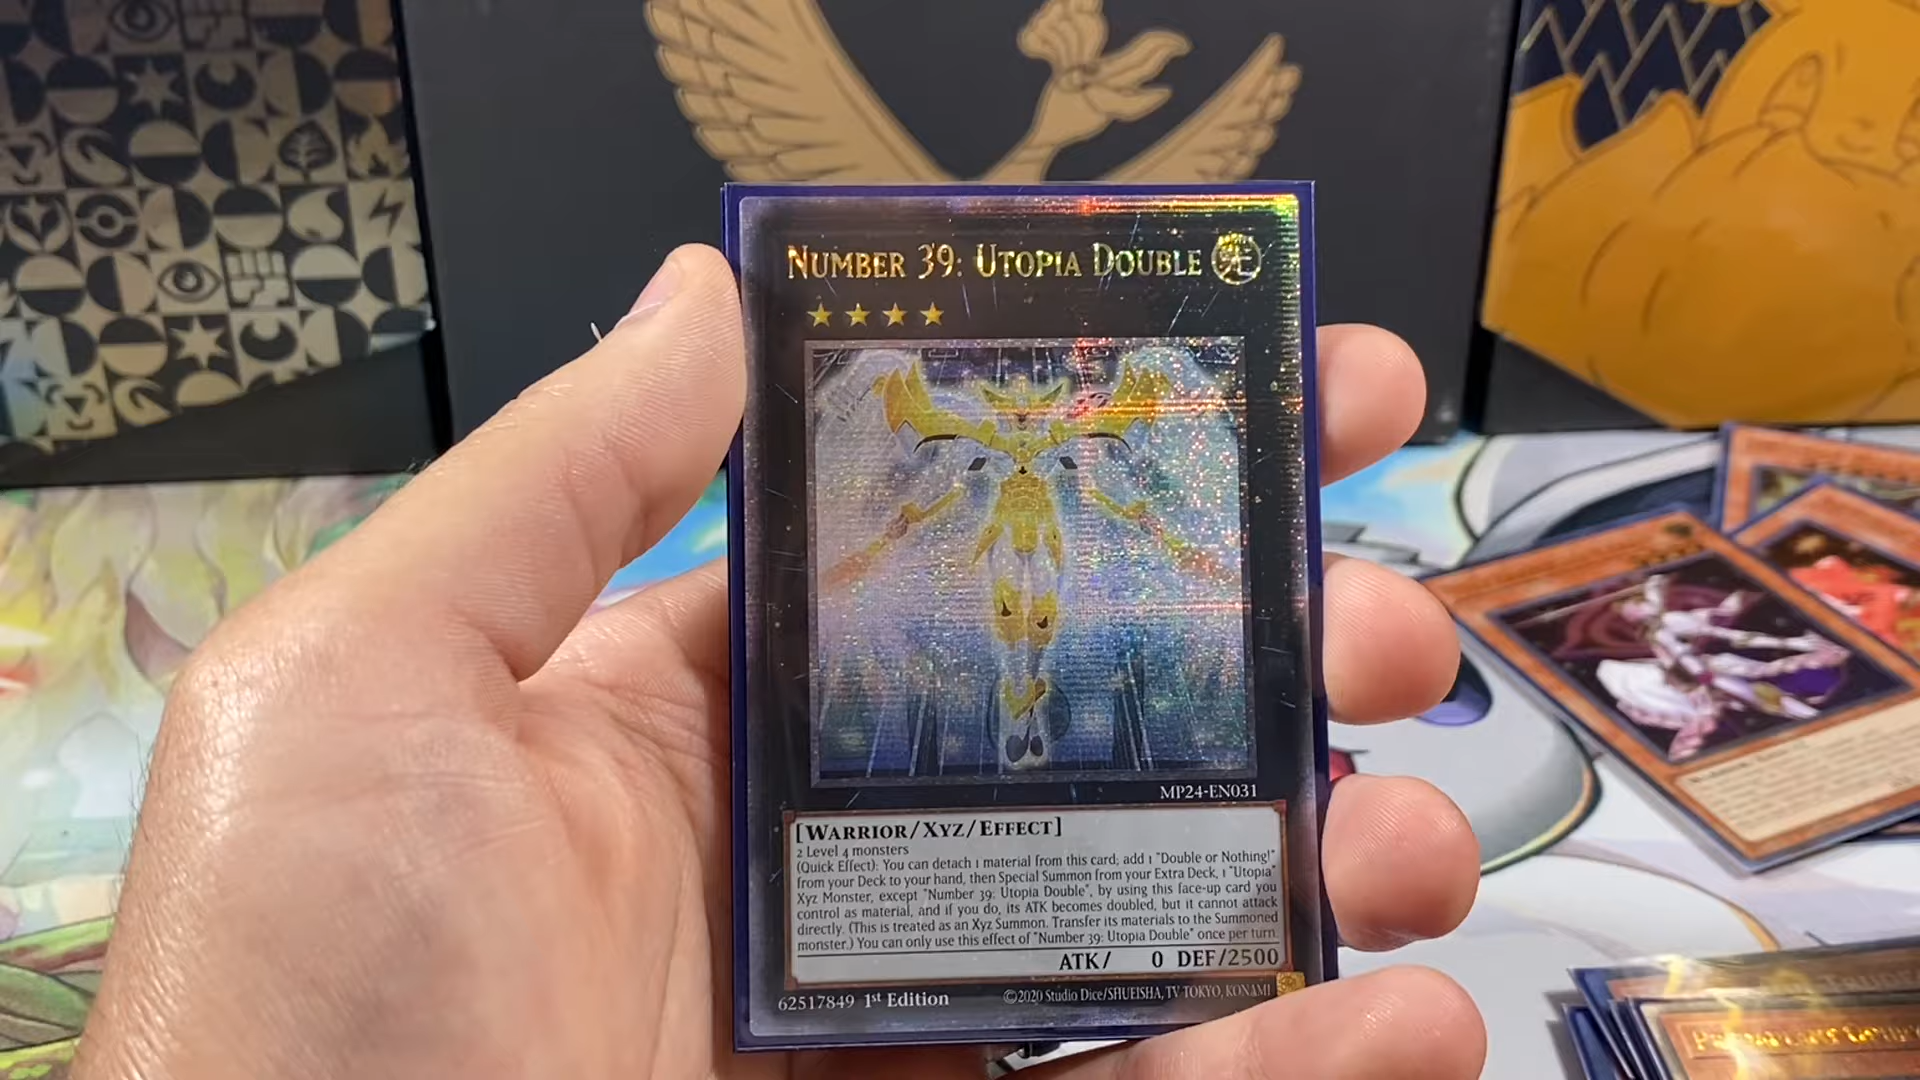 NUMBER 39: UTOPIA DOUBLE
MP24-EN031
[WARRIOR/XYZ/EFFECT]
2 Level 4 monsters
(Quick Effect): You can detach 1 material from this card; add 1 "Double or Nothing!"
from your Deck to your hand, then Special Summon from your Extra Deck, 1 "Utopia"
Xyz Monster, except "Number 39: Utopia Double", by using this face-up card you
control as material, and if you do, its ATK becomes doubled, but it cannot attack
directly. (This is treated as an Xyz Summon. Transfer its materials to the Summoned
monster.) You can only use this effect of "Number 39: Utopia Double" once per turn.
ATK/ 0 DEF/2500
62517849 1st Edition ©2020 Studio Dice/SHUEISHA, TV TOKYO, KONAMI